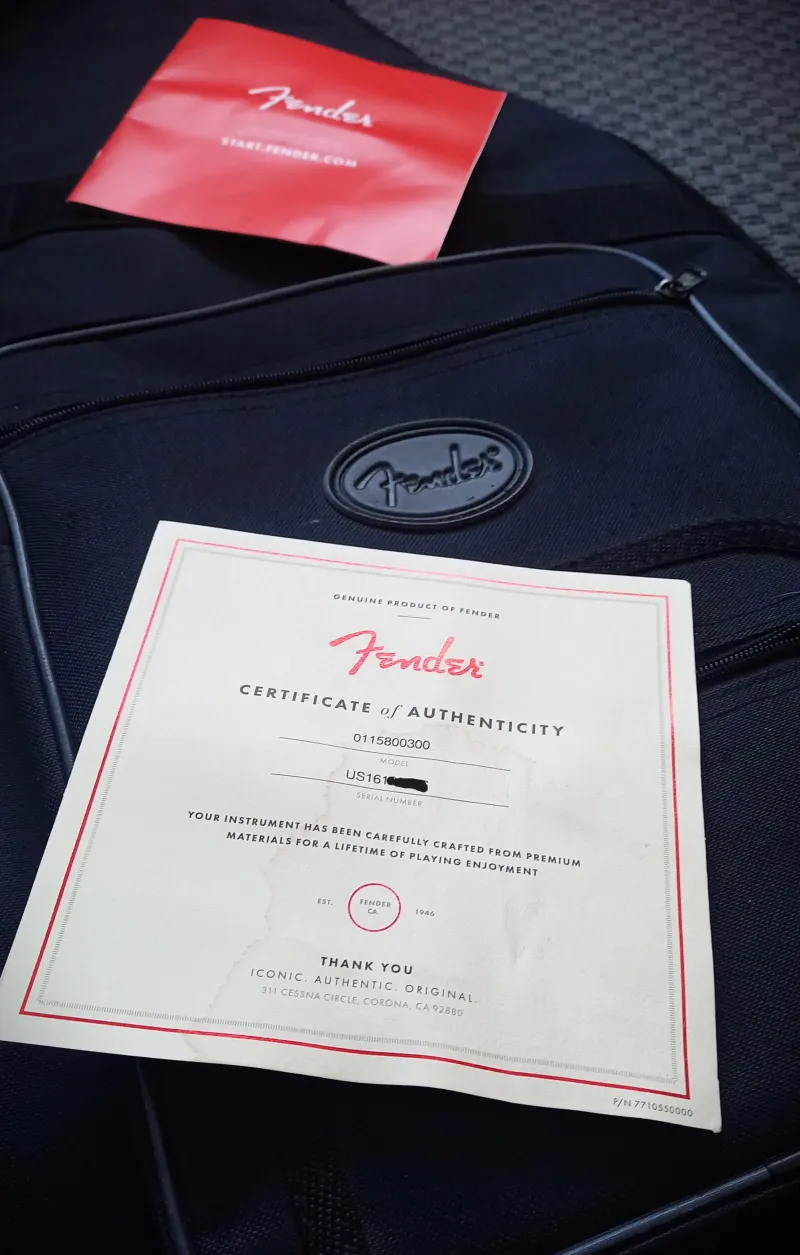 Fender
START.FENDER.COM
Fender
GENUINE PRODUCT OF FENDER
Fender
CERTIFICATE of AUTHENTICITY
0115800300
MODEL
US161
SERIAL NUMBER
YOUR INSTRUMENT HAS BEEN CAREFULLY CRAFTED FROM PREMIUM
MATERIALS FOR A LIFETIME OF PLAYING ENJOYMENT
EST. FENDER CA. 1946
THANK YOU
ICONIC. AUTHENTIC. ORIGINAL.
311 CESSNA CIRCLE, CORONA, CA 92880
P/N 7710550000